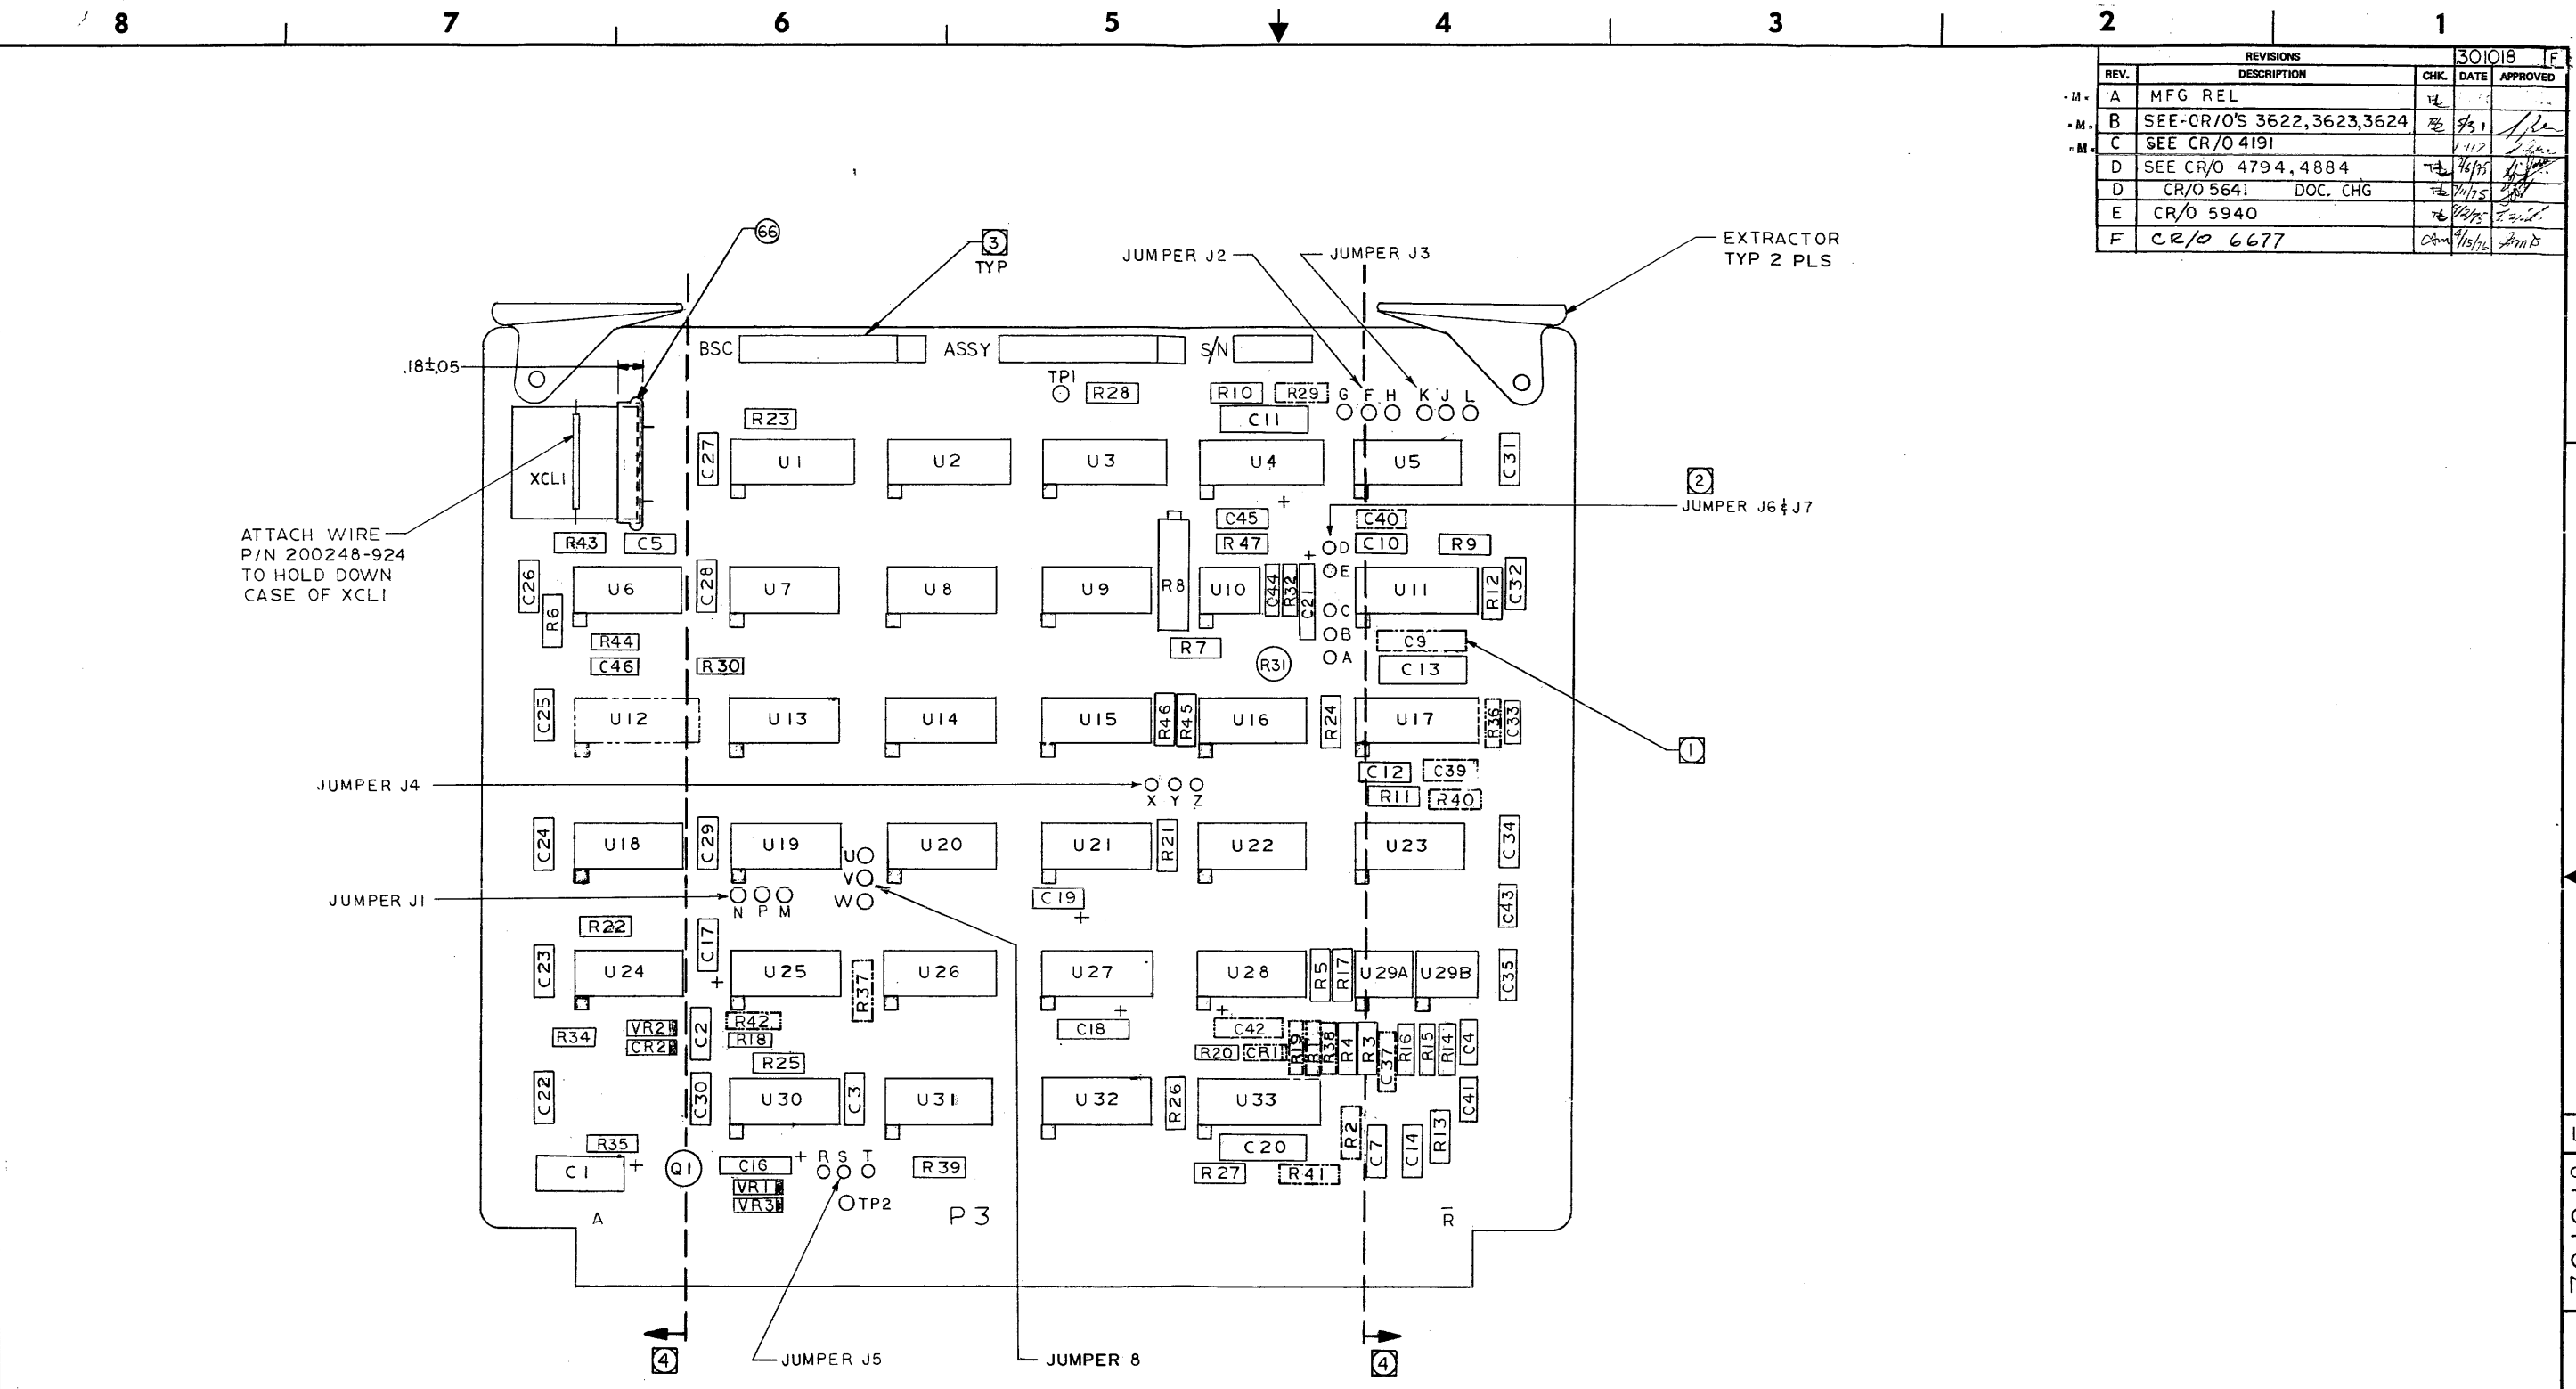 8 7 6 5 4 3 2 1
REVISIONS 301018 F
REV. DESCRIPTION CHK. DATE APPROVED
-M- A MFG REL
-M- B SEE-CR/O'S 3622,3623,3624
-M- C SEE CR/O 4191
D SEE CR/O 4794,4884
D CR/O 5641 DOC. CHG 7/11/75
E CR/O 5940
F CR/O 6677 4/15/76
66
3
TYP
JUMPER J2
JUMPER J3
EXTRACTOR
TYP 2 PLS
BSC ASSY S/N
.18±.05
TP1 R28 R10 R29 G F H K J L
R23 C11
C27 U1 U2 U3 U4 U5 C31
XCL1
2
JUMPER J6 & J7
ATTACH WIRE
P/N 200248-924
TO HOLD DOWN
CASE OF XCL1
+
C45 C40
R43 C5 R47 + D C10 R9
E
C26 U6 C28 U7 U8 U9 R8 U10 C44 R32 C21 U11 R12 C32
R6 C
R44 B C9
R7
C46 R30 R31 A C13
C25 U12 U13 U14 U15 R46 R45 U16 R24 U17 R36 C33
1
C12 C39
JUMPER J4
X Y Z R11 R40
C24 U18 C29 U19 U20 U21 R21 U22 U23 C34
U
V
JUMPER J1
N P M W C19 + C43
R22 C17
C23 U24 + U25 R37 U26 U27 U28 R5 R17 U29A U29B C35
+ +
R34 VR2 C2 R42 C18 C42 R19 R1 R38 R4 R3 C37 R16 R15 R14 C4
CR2 R18 R20 CR1
R25
C22 C30 U30 C3 U31 U32 R26 U33 C41
R35 R2 C7 C14 R13
C20
C1 + Q1 C16 + R S T R39 R27 R41
VR1
VR3 TP2
A P3 R
4 JUMPER J5 JUMPER 8 4